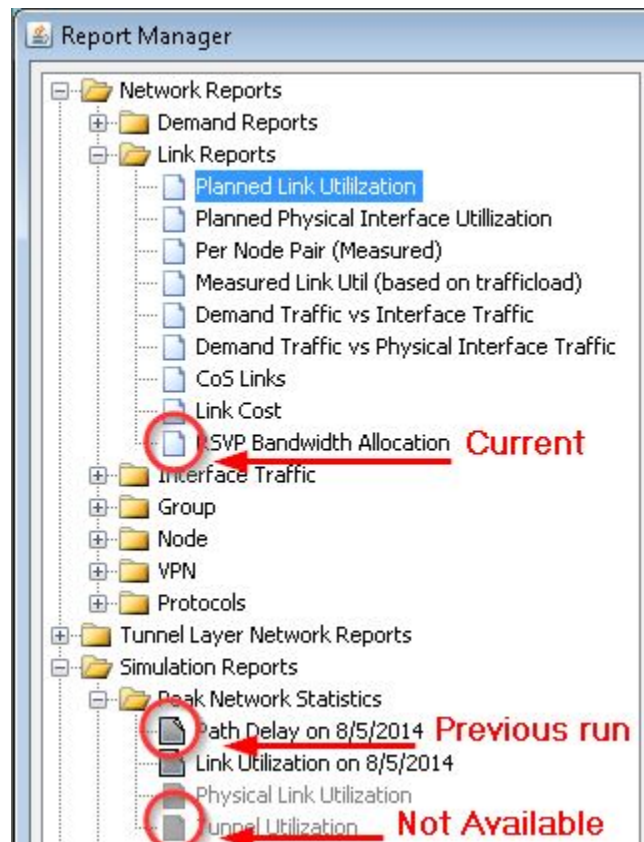 Report Manager
Network Reports
Demand Reports
Link Reports
Planned Link Utililzation
Planned Physical Interface Utillization
Per Node Pair (Measured)
Measured Link Util (based on trafficload)
Demand Traffic vs Interface Traffic
Demand Traffic vs Physical Interface Traffic
CoS Links
Link Cost
RSVP Bandwidth Allocation Current
Interface Traffic
Group
Node
VPN
Protocols
Tunnel Layer Network Reports
Simulation Reports
Peak Network Statistics
Path Delay on 8/5/2014 Previous run
Link Utilization on 8/5/2014
Physical Link Utilization
Tunnel Utilization Not Available